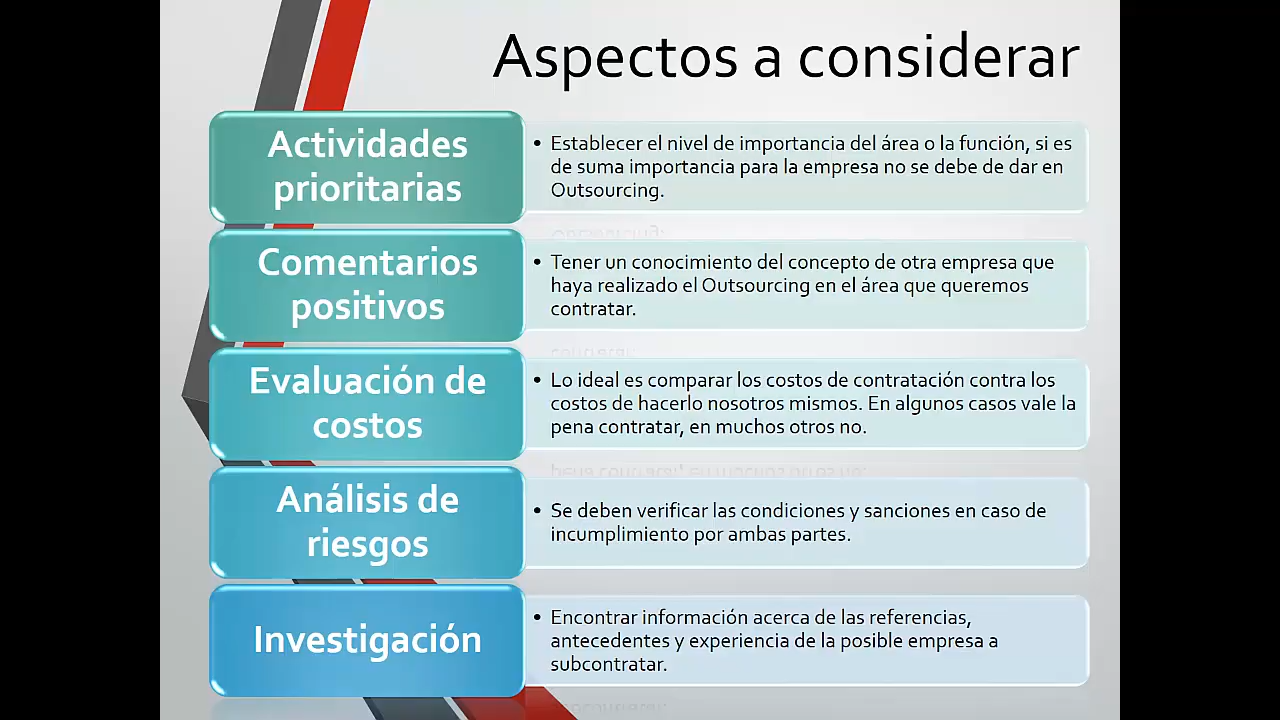 Aspectos a considerar
Actividades
prioritarias
• Establecer el nivel de importancia del área o la función, si es
de suma importancia para la empresa no se debe de dar en
Outsourcing.
Comentarios
positivos
• Tener un conocimiento del concepto de otra empresa que
haya realizado el Outsourcing en el área que queremos
contratar.
Evaluación de
costos
• Lo ideal es comparar los costos de contratación contra los
costos de hacerlo nosotros mismos. En algunos casos vale la
pena contratar, en muchos otros no.
Análisis de
riesgos
• Se deben verificar las condiciones y sanciones en caso de
incumplimiento por ambas partes.
Investigación
• Encontrar información acerca de las referencias,
antecedentes y experiencia de la posible empresa a
subcontratar.